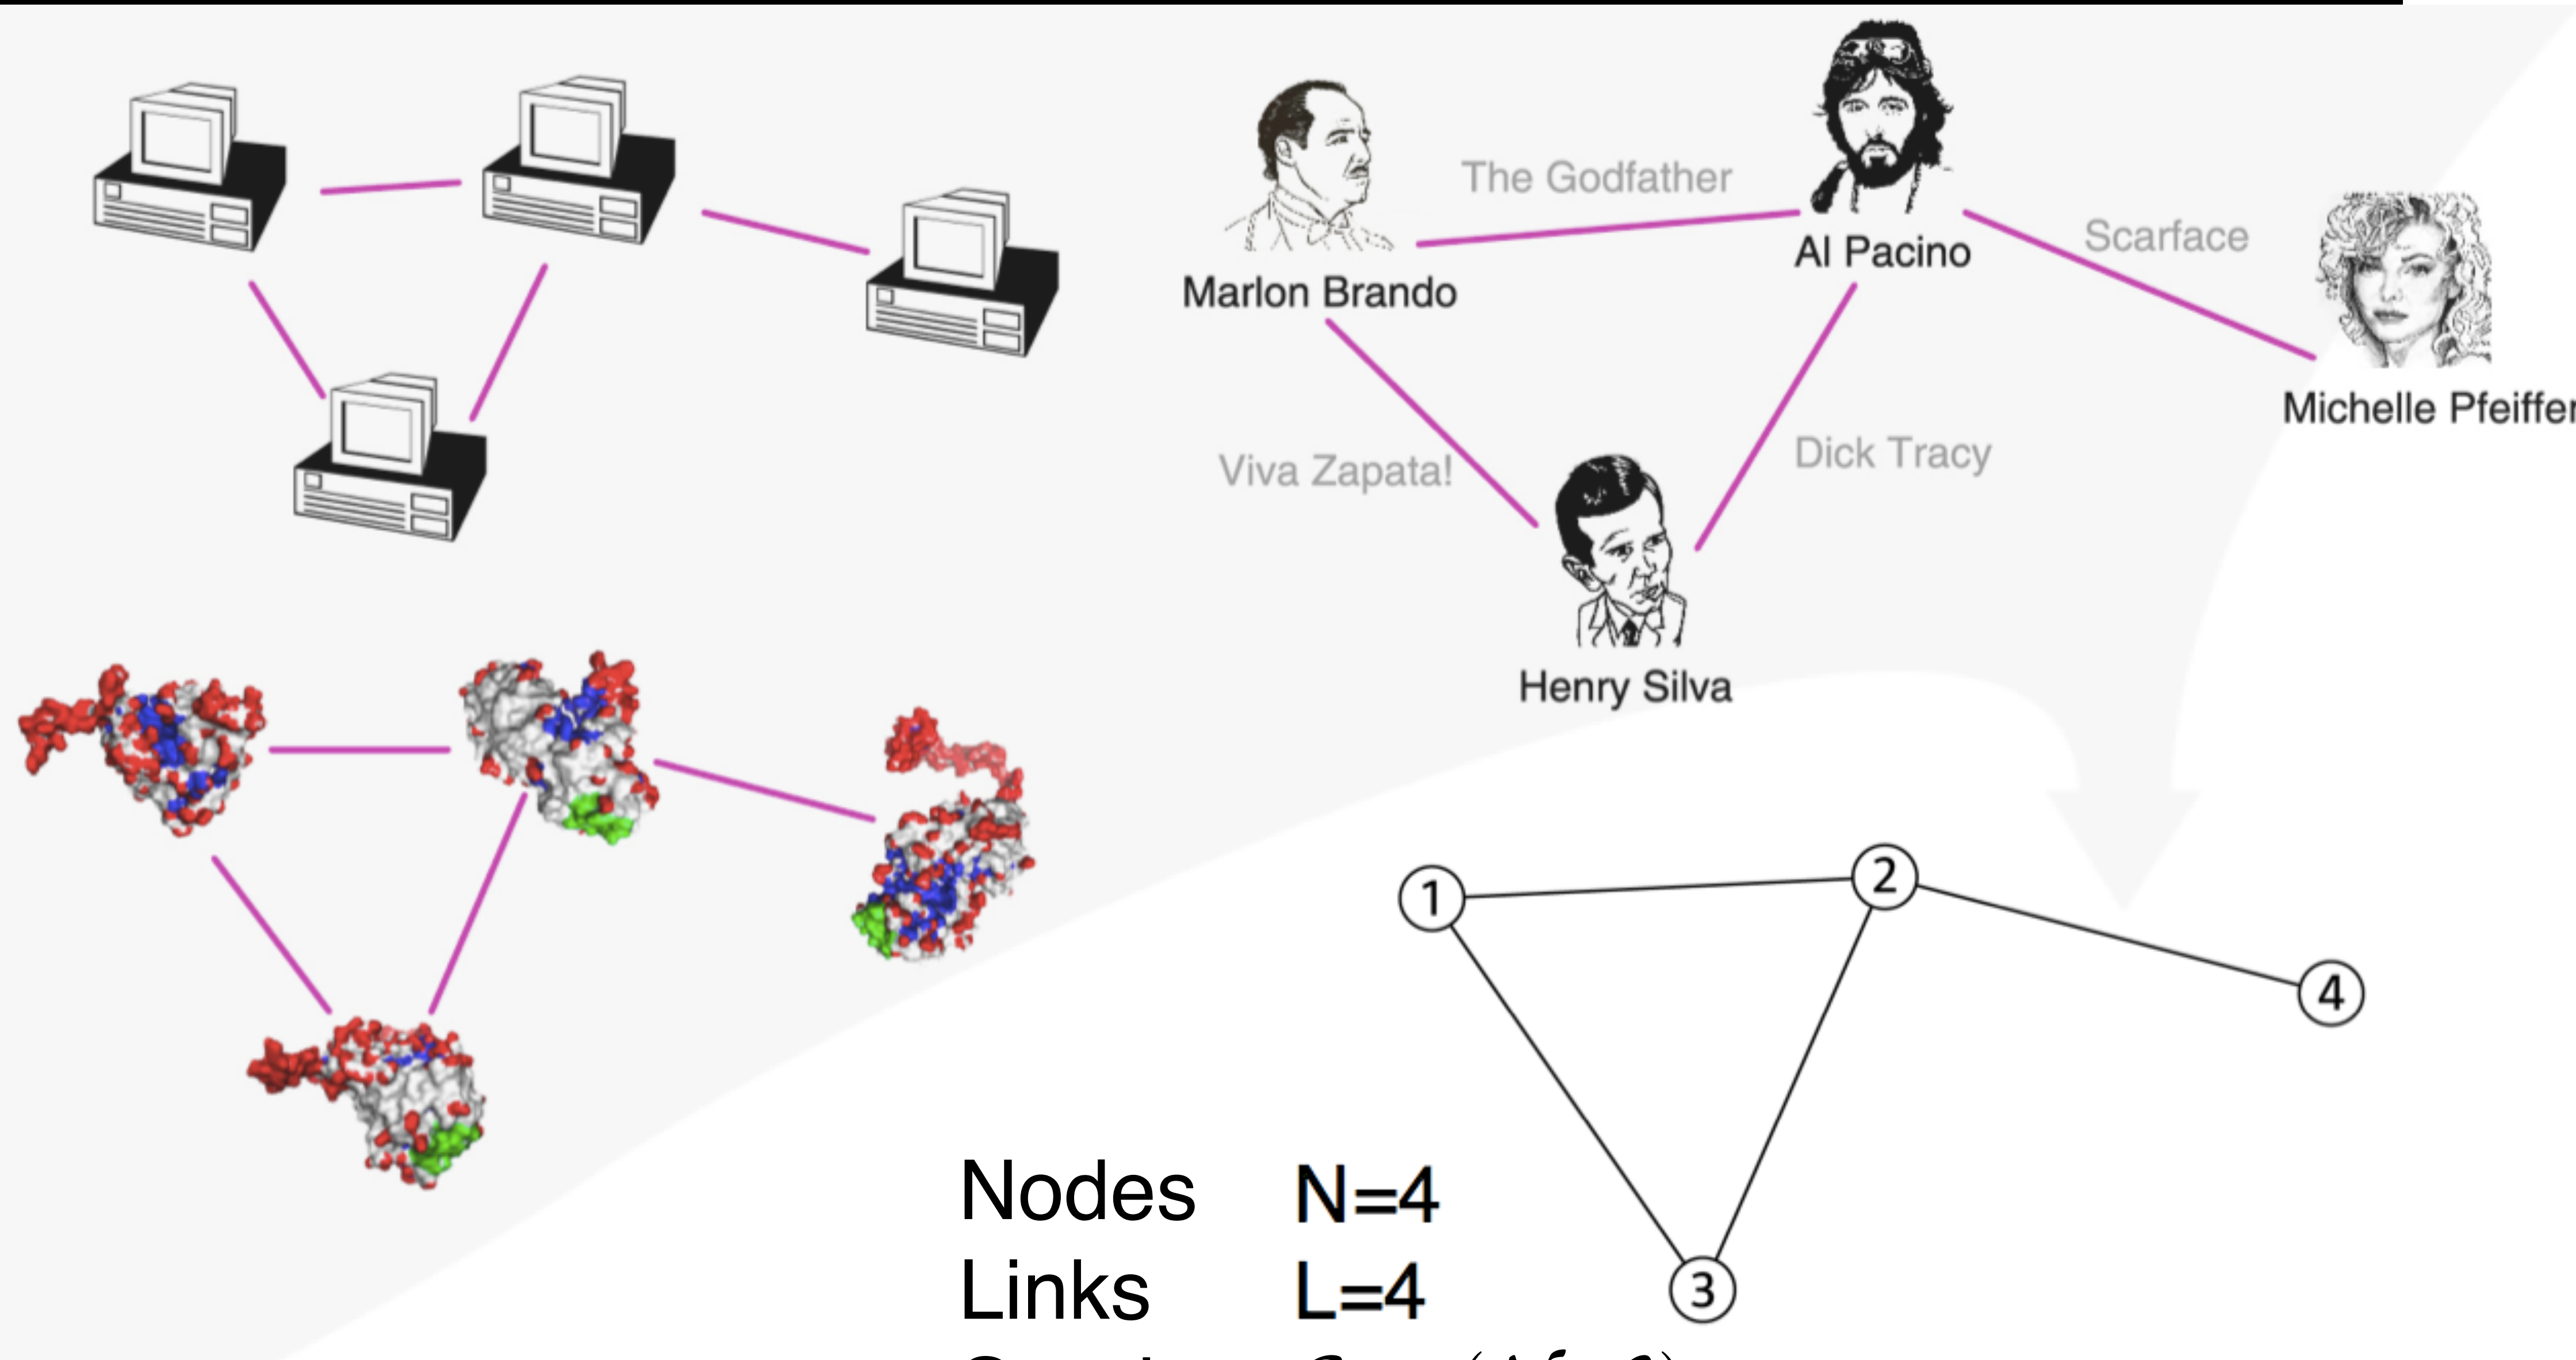 The Godfather
Marlon Brando
Al Pacino
Scarface
Michelle Pfeiffer
Viva Zapata!
Dick Tracy
Henry Silva
1
2
4
3
Nodes N=4
Links L=4